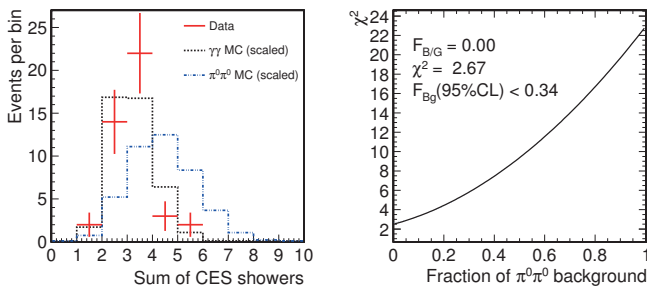 Events per bin
25
20
15
10
5
0
Data
γγ MC (scaled)
π⁰π⁰ MC (scaled)
0 1 2 3 4 5 6 7 8 9 10
Sum of CES showers
χ²
24
22
20
18
16
14
12
10
8
6
4
2
F_B/G = 0.00
χ² = 2.67
F_Bg(95%CL) < 0.34
0 0.2 0.4 0.6 0.8 1
Fraction of π⁰π⁰ background